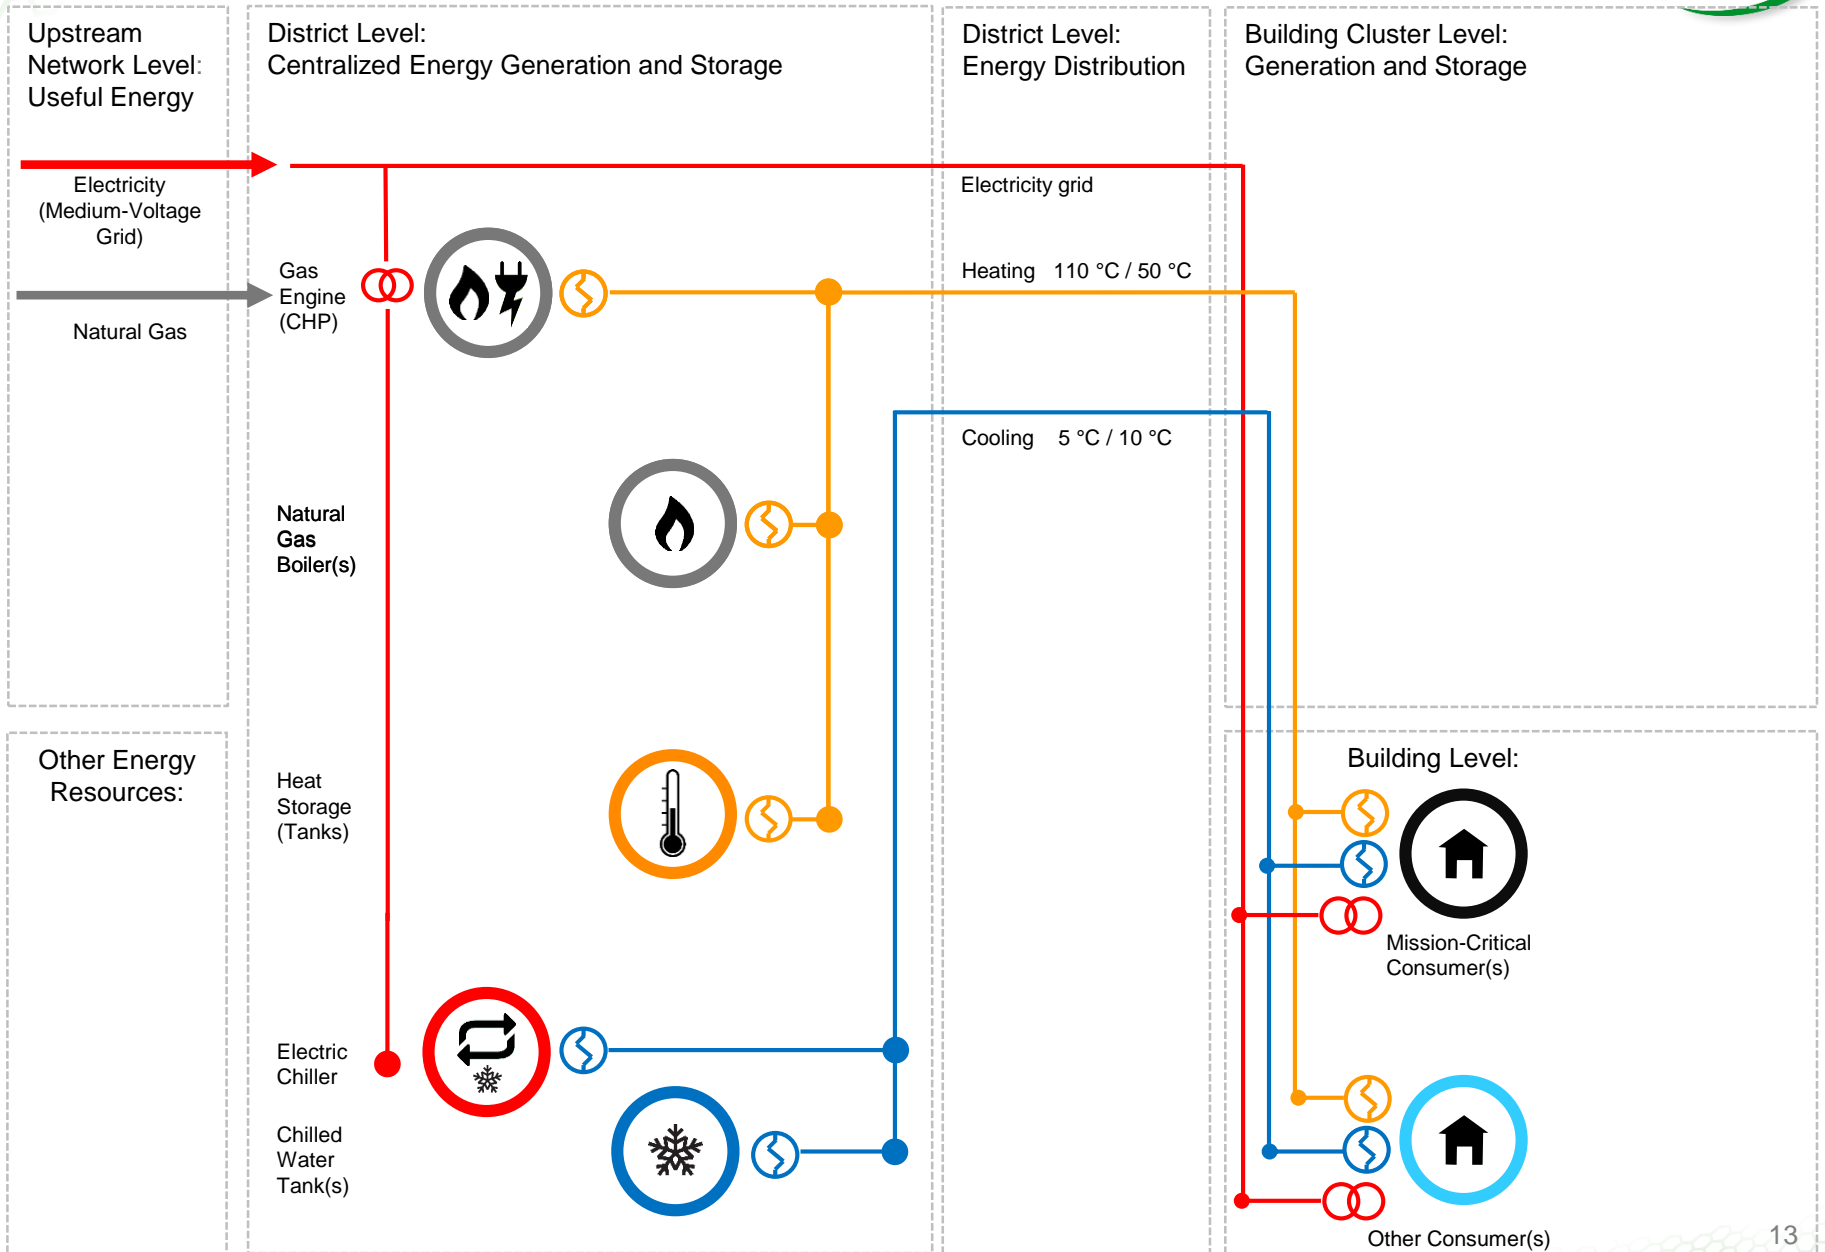 Upstream
Network Level:
Useful Energy
District Level:
Centralized Energy Generation and Storage
District Level:
Energy Distribution
Building Cluster Level:
Generation and Storage
Electricity
(Medium-Voltage
Grid)
Natural Gas
Gas
Engine
(CHP)
Electricity grid
Heating 110 °C / 50 °C
Cooling 5 °C / 10 °C
Natural
Gas
Boiler(s)
Other Energy
Resources:
Heat
Storage
(Tanks)
Building Level:
Mission-Critical
Consumer(s)
Electric
Chiller
Chilled
Water
Tank(s)
Other Consumer(s)
13